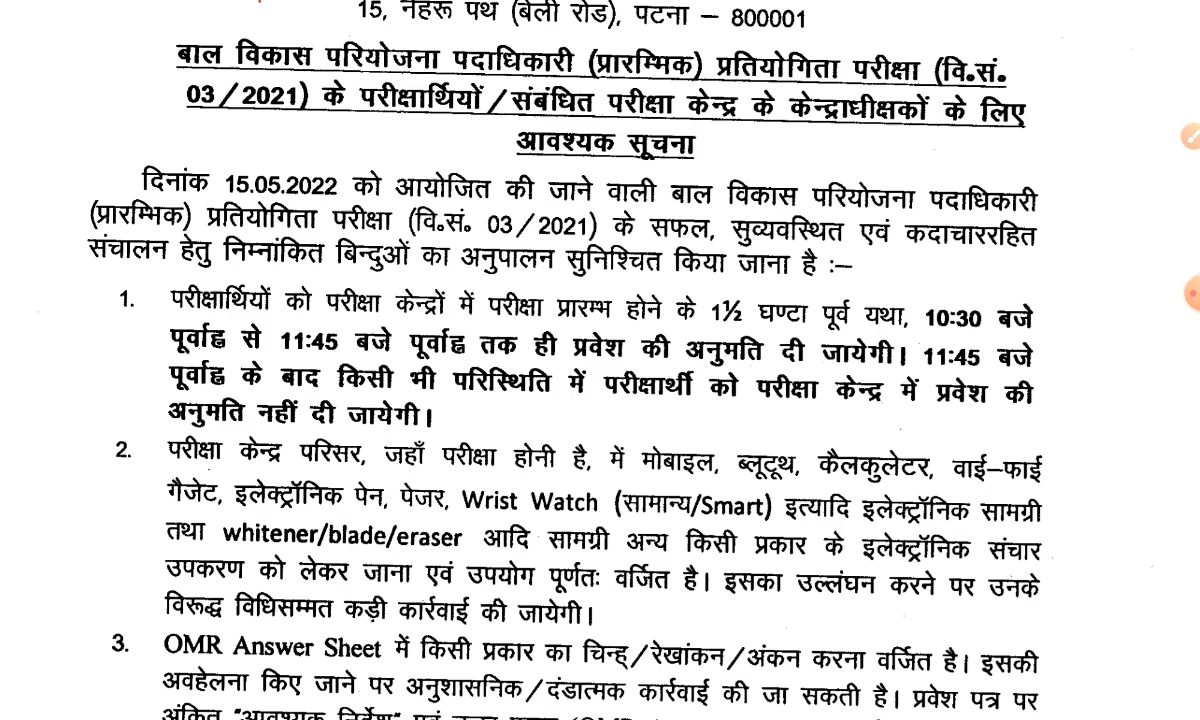 15, नेहरू पथ (बेली रोड), पटना – 800001
बाल विकास परियोजना पदाधिकारी (प्रारम्भिक) प्रतियोगिता परीक्षा (वि॰सं॰
03/2021) के परीक्षार्थियों/संबंधित परीक्षा केन्द्र के केन्द्राधीक्षकों के लिए
आवश्यक सूचना
दिनांक 15.05.2022 को आयोजित की जाने वाली बाल विकास परियोजना पदाधिकारी
(प्रारम्भिक) प्रतियोगिता परीक्षा (वि॰सं॰ 03/2021) के सफल, सुव्यवस्थित एवं कदाचाररहित
संचालन हेतु निम्नांकित बिन्दुओं का अनुपालन सुनिश्चित किया जाना है :–
1. परीक्षार्थियों को परीक्षा केन्द्रों में परीक्षा प्रारम्भ होने के 1½ घण्टा पूर्व यथा, 10:30 बजे
पूर्वाह्न से 11:45 बजे पूर्वाह्न तक ही प्रवेश की अनुमति दी जायेगी। 11:45 बजे
पूर्वाह्न के बाद किसी भी परिस्थिति में परीक्षार्थी को परीक्षा केन्द्र में प्रवेश की
अनुमति नहीं दी जायेगी।
2. परीक्षा केन्द्र परिसर, जहाँ परीक्षा होनी है, में मोबाइल, ब्लूटूथ, कैलकुलेटर, वाई–फाई
गैजेट, इलेक्ट्रॉनिक पेन, पेजर, Wrist Watch (सामान्य/Smart) इत्यादि इलेक्ट्रॉनिक सामग्री
तथा whitener/blade/eraser आदि सामग्री अन्य किसी प्रकार के इलेक्ट्रॉनिक संचार
उपकरण को लेकर जाना एवं उपयोग पूर्णतः वर्जित है। इसका उल्लंघन करने पर उनके
विरूद्ध विधिसम्मत कड़ी कार्रवाई की जायेगी।
3. OMR Answer Sheet में किसी प्रकार का चिन्ह्/रेखांकन/अंकन करना वर्जित है। इसकी
अवहेलना किए जाने पर अनुशासनिक/दंडात्मक कार्रवाई की जा सकती है। प्रवेश पत्र पर
अंकित "आवश्यक निर्देश" एवं